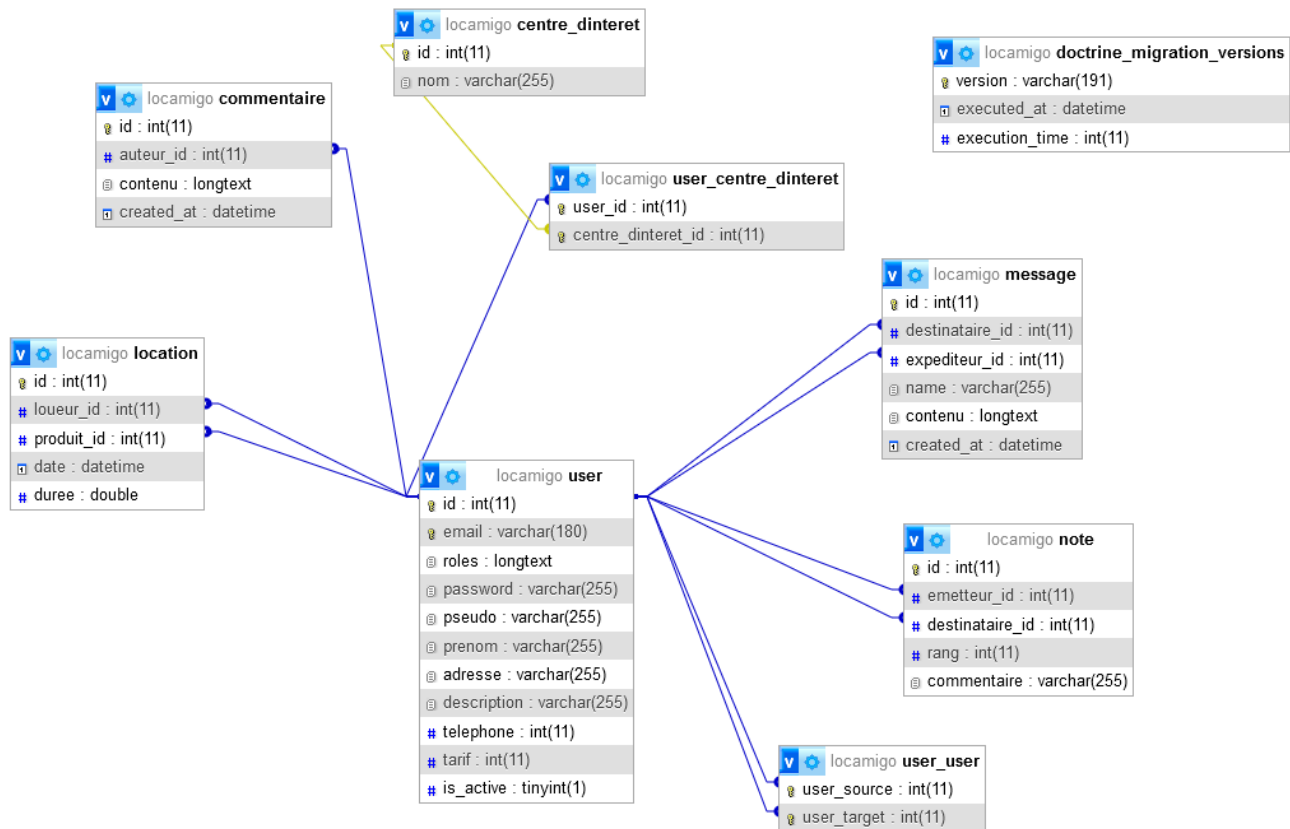 locamigo centre_dinteret
id : int(11)
nom : varchar(255)
locamigo doctrine_migration_versions
version : varchar(191)
executed_at : datetime
execution_time : int(11)
locamigo commentaire
id : int(11)
auteur_id : int(11)
contenu : longtext
created_at : datetime
locamigo user_centre_dinteret
user_id : int(11)
centre_dinteret_id : int(11)
locamigo message
id : int(11)
destinataire_id : int(11)
expediteur_id : int(11)
name : varchar(255)
contenu : longtext
created_at : datetime
locamigo location
id : int(11)
loueur_id : int(11)
produit_id : int(11)
date : datetime
duree : double
locamigo user
id : int(11)
email : varchar(180)
roles : longtext
password : varchar(255)
pseudo : varchar(255)
prenom : varchar(255)
adresse : varchar(255)
description : varchar(255)
telephone : int(11)
tarif : int(11)
is_active : tinyint(1)
locamigo note
id : int(11)
emetteur_id : int(11)
destinataire_id : int(11)
rang : int(11)
commentaire : varchar(255)
locamigo user_user
user_source : int(11)
user_target : int(11)